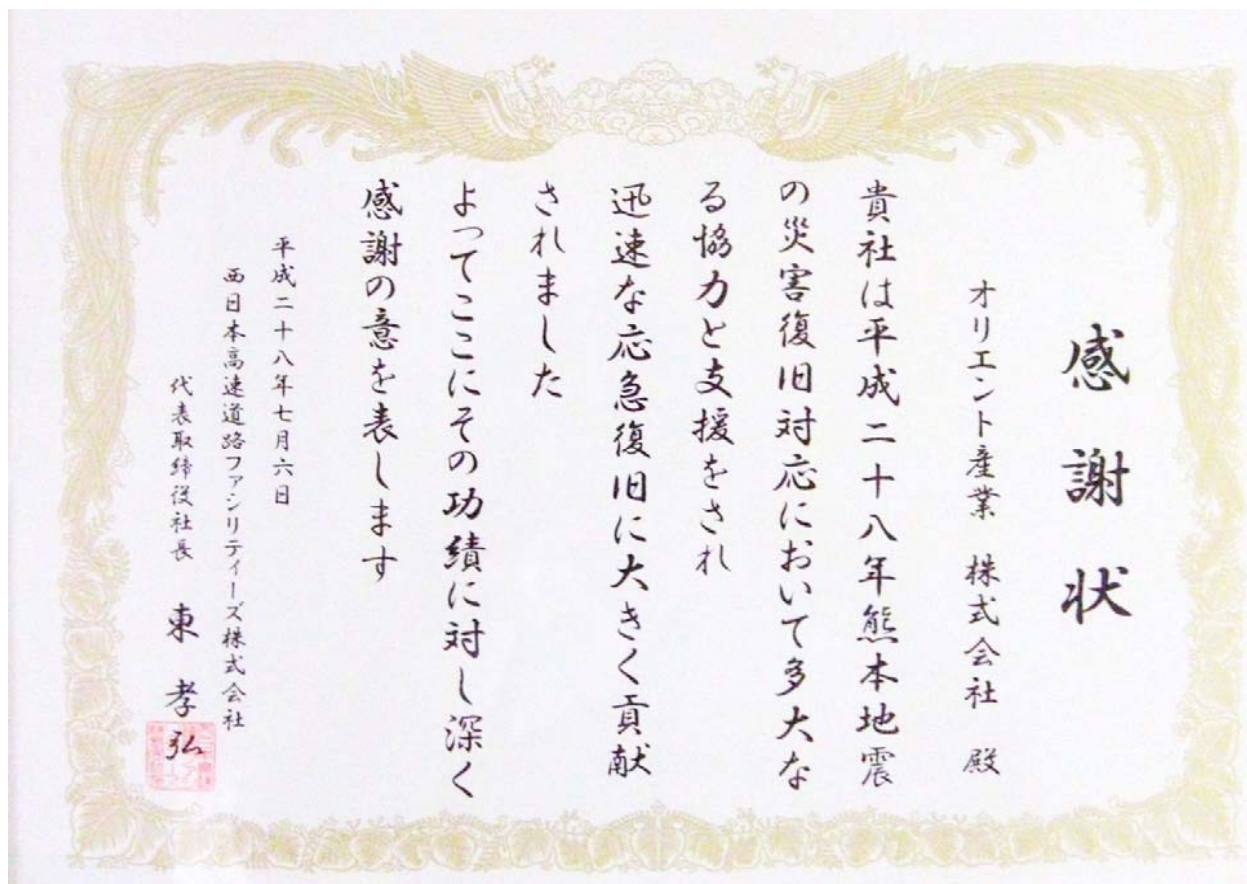 感謝状
オリエント産業 株式会社 殿
貴社は平成二十八年熊本地震
の災害復旧対応において多大な
る協力と支援をされ
迅速な応急復旧に大きく貢献
されました
よってここにその功績に対し深く
感謝の意を表します
平成二十八年七月六日
西日本高速道路ファシリティーズ株式会社
代表取締役社長 東 孝弘